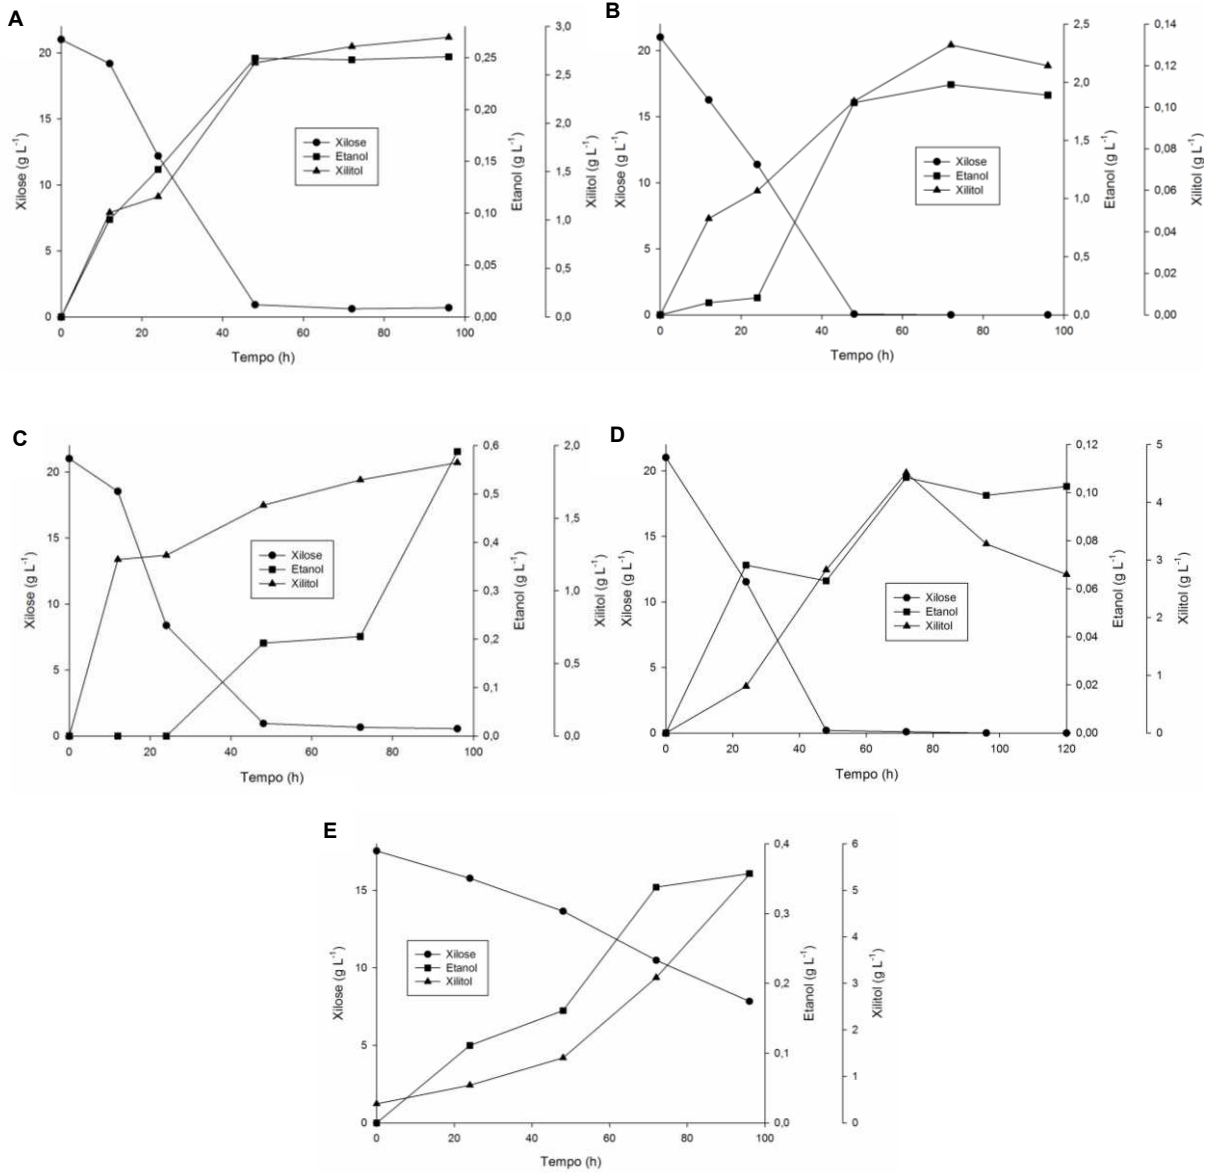 A
B
20
15
10
5
0
0 20 40 60 80 100
Xilose (g L⁻¹)
Tempo (h)
Xilose
Etanol
Xilitol
0,25
0,20
0,15
0,10
0,05
0,00
Etanol (g L⁻¹)
3,0
2,5
2,0
1,5
1,0
0,5
0,0
Xilitol (g L⁻¹)
20
15
10
5
0
0 20 40 60 80 100
Xilose (g L⁻¹)
Tempo (h)
Xilose
Etanol
Xilitol
2,5
2,0
1,5
1,0
0,5
0,0
Etanol (g L⁻¹)
0,14
0,12
0,10
0,08
0,06
0,04
0,02
0,00
Xilitol (g L⁻¹)
C
D
20
15
10
5
0
0 20 40 60 80 100
Xilose (g L⁻¹)
Tempo (h)
Xilose
Etanol
Xilitol
0,6
0,5
0,4
0,3
0,2
0,1
0,0
Etanol (g L⁻¹)
2,0
1,5
1,0
0,5
0,0
Xilitol (g L⁻¹)
20
15
10
5
0
0 20 40 60 80 100 120
Xilose (g L⁻¹)
Tempo (h)
Xilose
Etanol
Xilitol
0,12
0,10
0,08
0,06
0,04
0,02
0,00
Etanol (g L⁻¹)
5
4
3
2
1
0
Xilitol (g L⁻¹)
E
15
10
5
0
0 20 40 60 80 100
Xilose (g L⁻¹)
Tempo (h)
Xilose
Etanol
Xilitol
0,4
0,3
0,2
0,1
0,0
Etanol (g L⁻¹)
6
5
4
3
2
1
0
Xilitol (g L⁻¹)